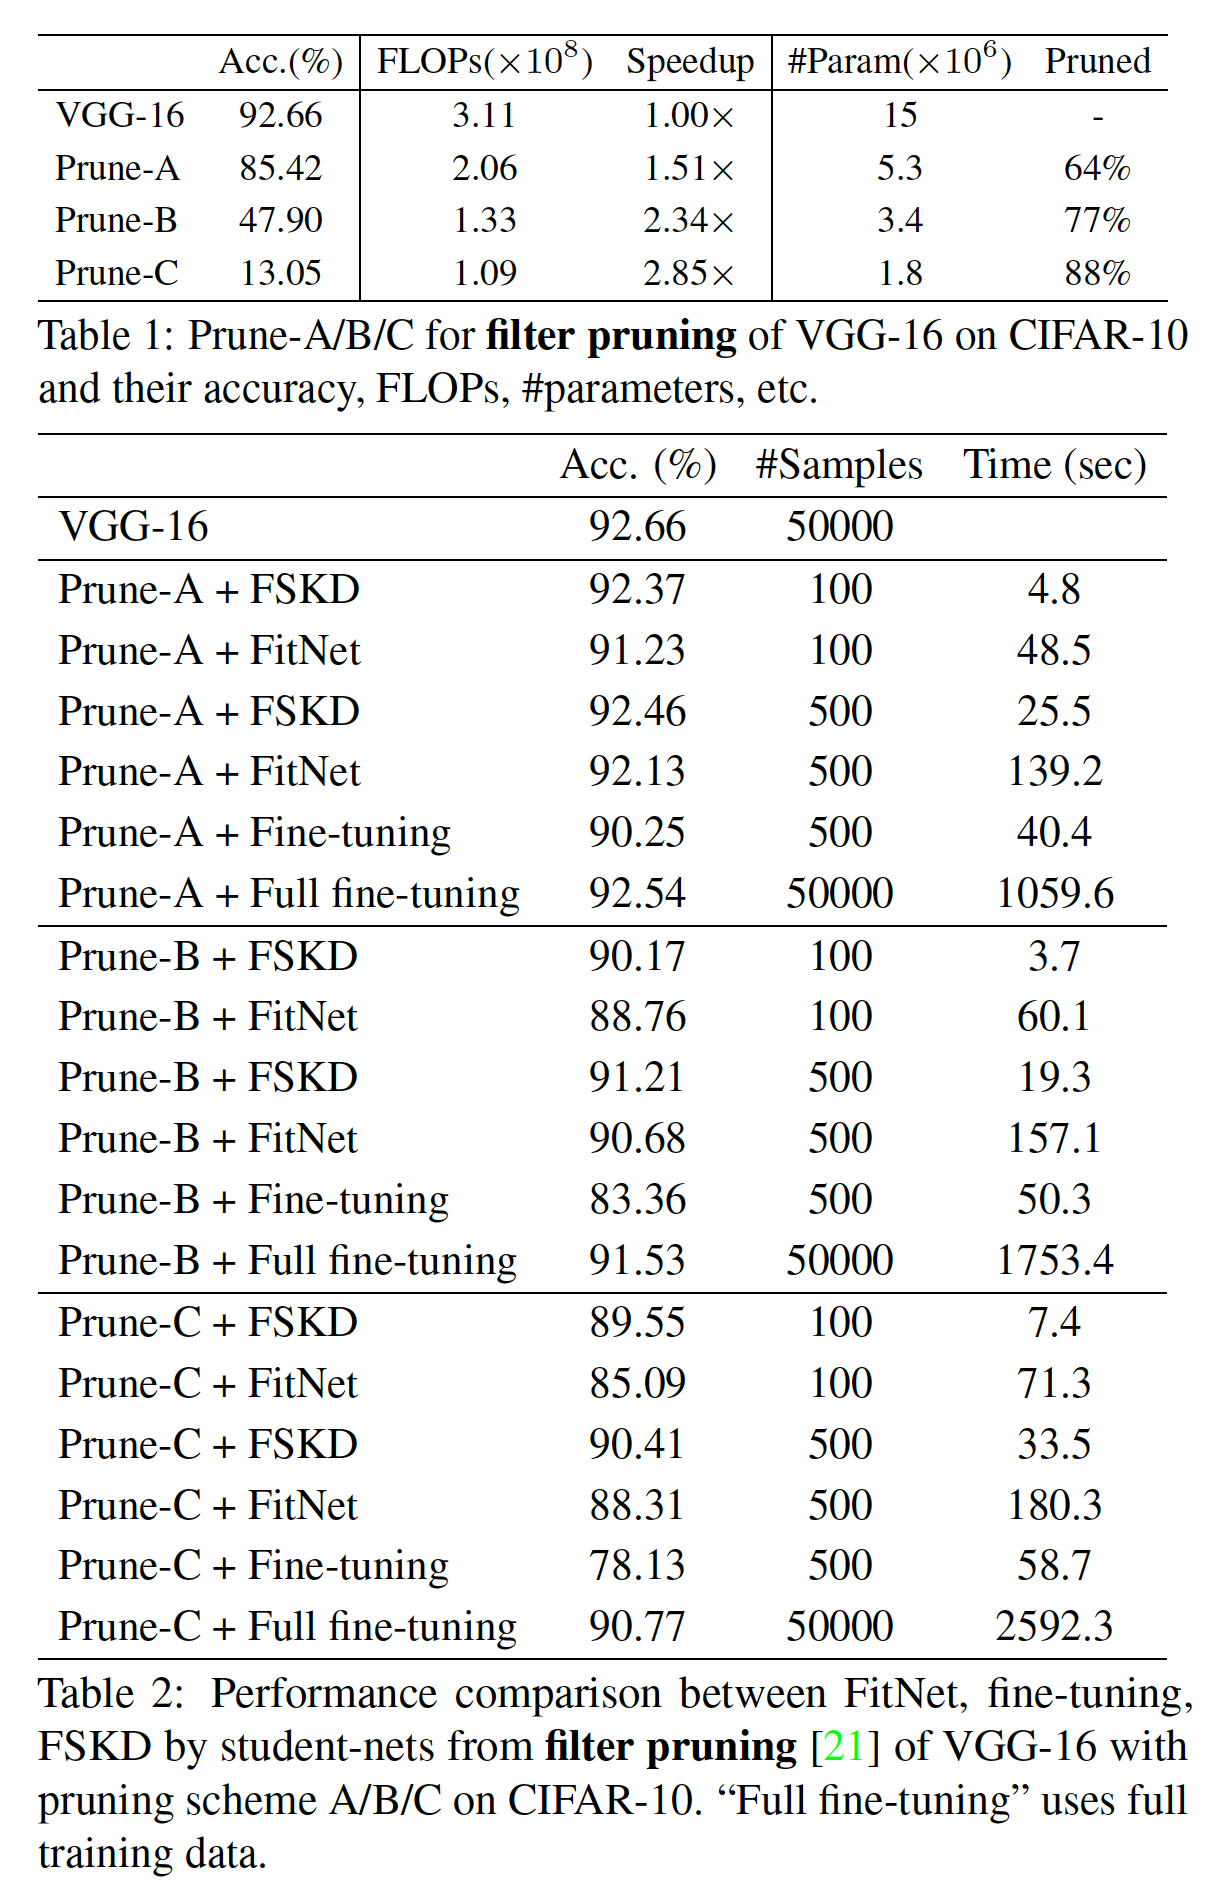 Acc.(%) FLOPs(×10^8) Speedup #Param(×10^6) Pruned
VGG-16 92.66 3.11 1.00× 15 -
Prune-A 85.42 2.06 1.51× 5.3 64%
Prune-B 47.90 1.33 2.34× 3.4 77%
Prune-C 13.05 1.09 2.85× 1.8 88%
Table 1: Prune-A/B/C for filter pruning of VGG-16 on CIFAR-10
and their accuracy, FLOPs, #parameters, etc.
Acc. (%) #Samples Time (sec)
VGG-16 92.66 50000
Prune-A + FSKD 92.37 100 4.8
Prune-A + FitNet 91.23 100 48.5
Prune-A + FSKD 92.46 500 25.5
Prune-A + FitNet 92.13 500 139.2
Prune-A + Fine-tuning 90.25 500 40.4
Prune-A + Full fine-tuning 92.54 50000 1059.6
Prune-B + FSKD 90.17 100 3.7
Prune-B + FitNet 88.76 100 60.1
Prune-B + FSKD 91.21 500 19.3
Prune-B + FitNet 90.68 500 157.1
Prune-B + Fine-tuning 83.36 500 50.3
Prune-B + Full fine-tuning 91.53 50000 1753.4
Prune-C + FSKD 89.55 100 7.4
Prune-C + FitNet 85.09 100 71.3
Prune-C + FSKD 90.41 500 33.5
Prune-C + FitNet 88.31 500 180.3
Prune-C + Fine-tuning 78.13 500 58.7
Prune-C + Full fine-tuning 90.77 50000 2592.3
Table 2: Performance comparison between FitNet, fine-tuning,
FSKD by student-nets from filter pruning [21] of VGG-16 with
pruning scheme A/B/C on CIFAR-10. “Full fine-tuning” uses full
training data.